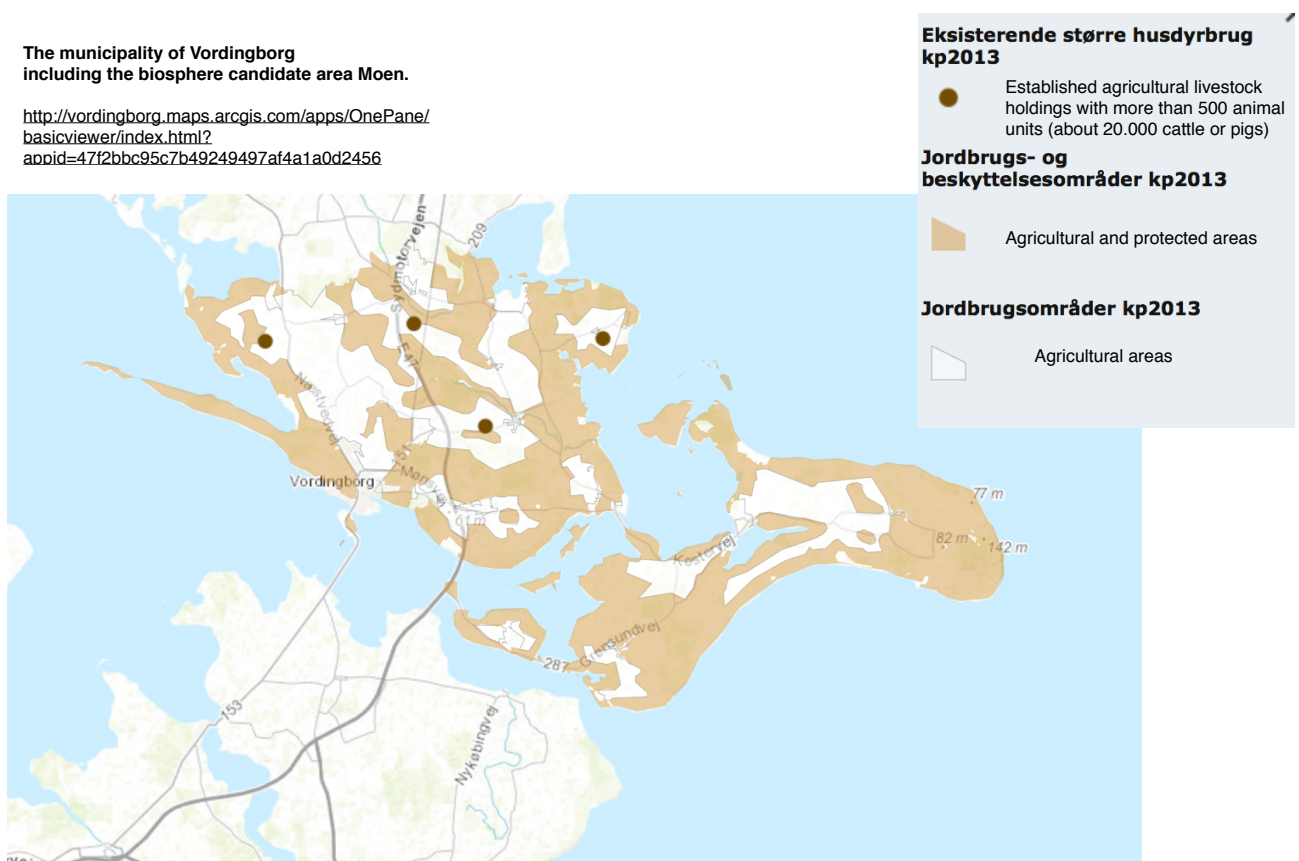 The municipality of Vordingborg
including the biosphere candidate area Moen.
http://vordingborg.maps.arcgis.com/apps/OnePane/
basicviewer/index.html?
appid=47f2bbc95c7b49249497af4a1a0d2456
Eksisterende større husdyrbrug
kp2013
Established agricultural livestock
holdings with more than 500 animal
units (about 20.000 cattle or pigs)
Jordbrugs- og
beskyttelsesområder kp2013
Agricultural and protected areas
Jordbrugsområder kp2013
Agricultural areas
Sydmotorvejen
209
E47
Næstvedvej
151
Vordingborg
Mønsvej
61 m
77 m
82 m
142 m
Kostervej
Grønsundvej
287
153
Nykøbingvej